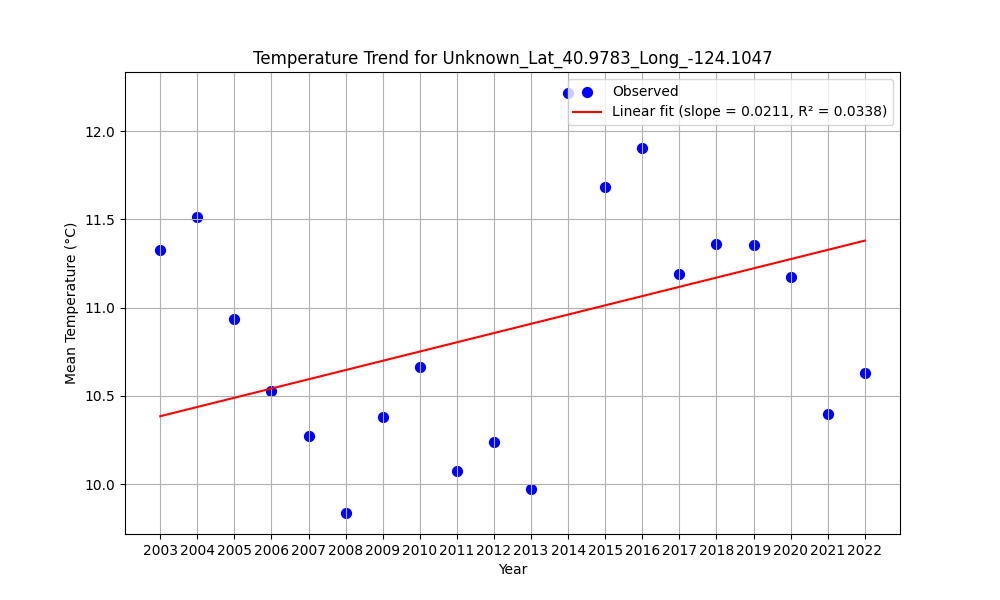 Temperature Trend for Unknown_Lat_40.9783_Long_-124.1047
Observed
Linear fit (slope = 0.0211, R² = 0.0338)
12.0
11.5
11.0
10.5
10.0
Mean Temperature (°C)
2003 2004 2005 2006 2007 2008 2009 2010 2011 2012 2013 2014 2015 2016 2017 2018 2019 2020 2021 2022
Year